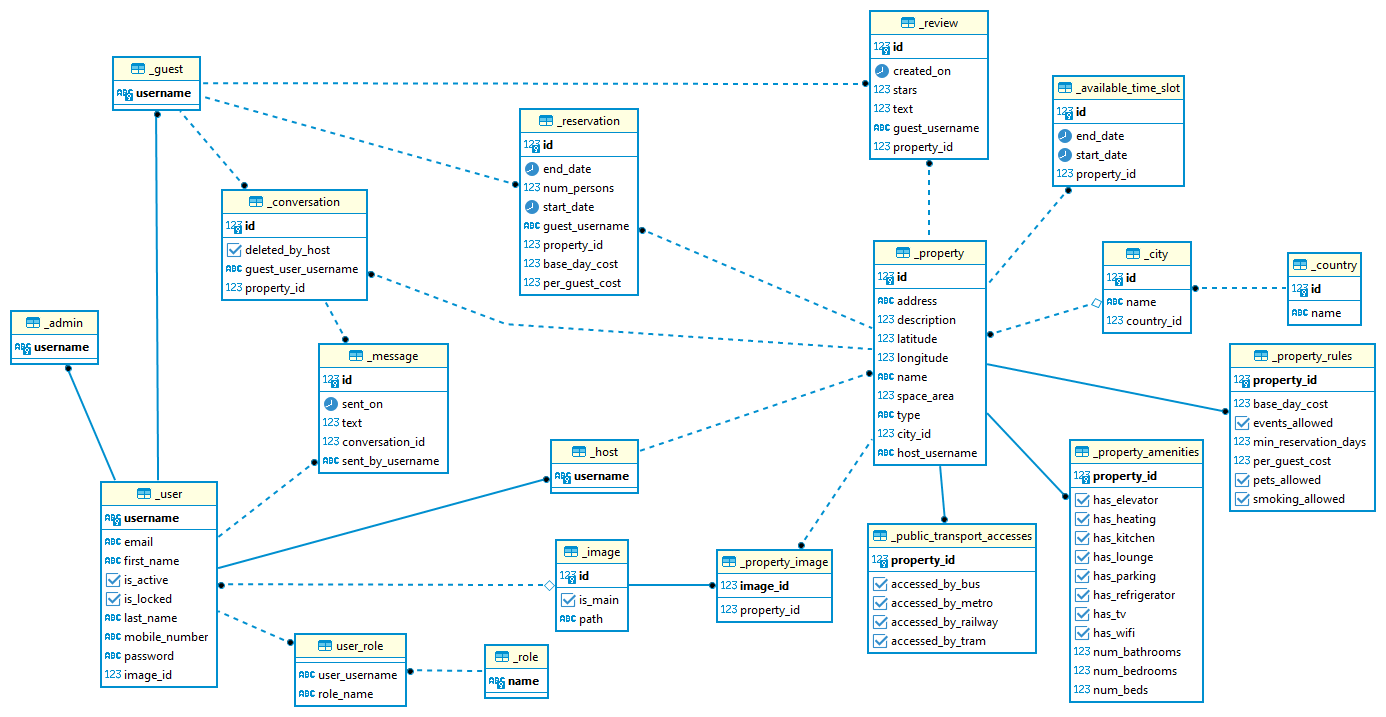 _review
123 id
created_on
123 stars
123 text
ABC guest_username
123 property_id
_guest
ABC username
_available_time_slot
123 id
end_date
start_date
123 property_id
_reservation
123 id
end_date
123 num_persons
start_date
ABC guest_username
123 property_id
123 base_day_cost
123 per_guest_cost
_conversation
123 id
deleted_by_host
ABC guest_user_username
123 property_id
_property
123 id
ABC address
123 description
123 latitude
123 longitude
ABC name
123 space_area
ABC type
123 city_id
ABC host_username
_city
123 id
ABC name
123 country_id
_country
123 id
ABC name
_admin
ABC username
_message
123 id
sent_on
123 text
123 conversation_id
ABC sent_by_username
_property_rules
123 property_id
123 base_day_cost
events_allowed
123 min_reservation_days
123 per_guest_cost
pets_allowed
smoking_allowed
_host
ABC username
_property_amenities
123 property_id
has_elevator
has_heating
has_kitchen
has_lounge
has_parking
has_refrigerator
has_tv
has_wifi
123 num_bathrooms
123 num_bedrooms
123 num_beds
_user
ABC username
ABC email
ABC first_name
is_active
is_locked
ABC last_name
ABC mobile_number
ABC password
123 image_id
_image
123 id
is_main
ABC path
_property_image
123 image_id
123 property_id
_public_transport_accesses
123 property_id
accessed_by_bus
accessed_by_metro
accessed_by_railway
accessed_by_tram
user_role
ABC user_username
ABC role_name
_role
ABC name